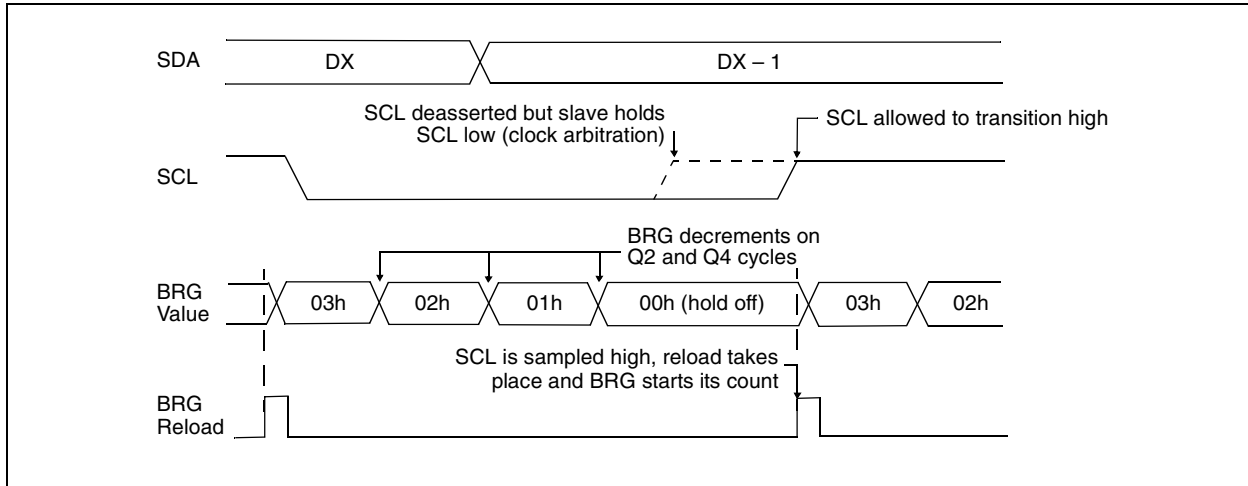 SDA
DX
DX – 1
SCL deasserted but slave holds
SCL low (clock arbitration)
SCL allowed to transition high
SCL
BRG decrements on
Q2 and Q4 cycles
BRG
Value
03h
02h
01h
00h (hold off)
03h
02h
SCL is sampled high, reload takes
place and BRG starts its count
BRG
Reload